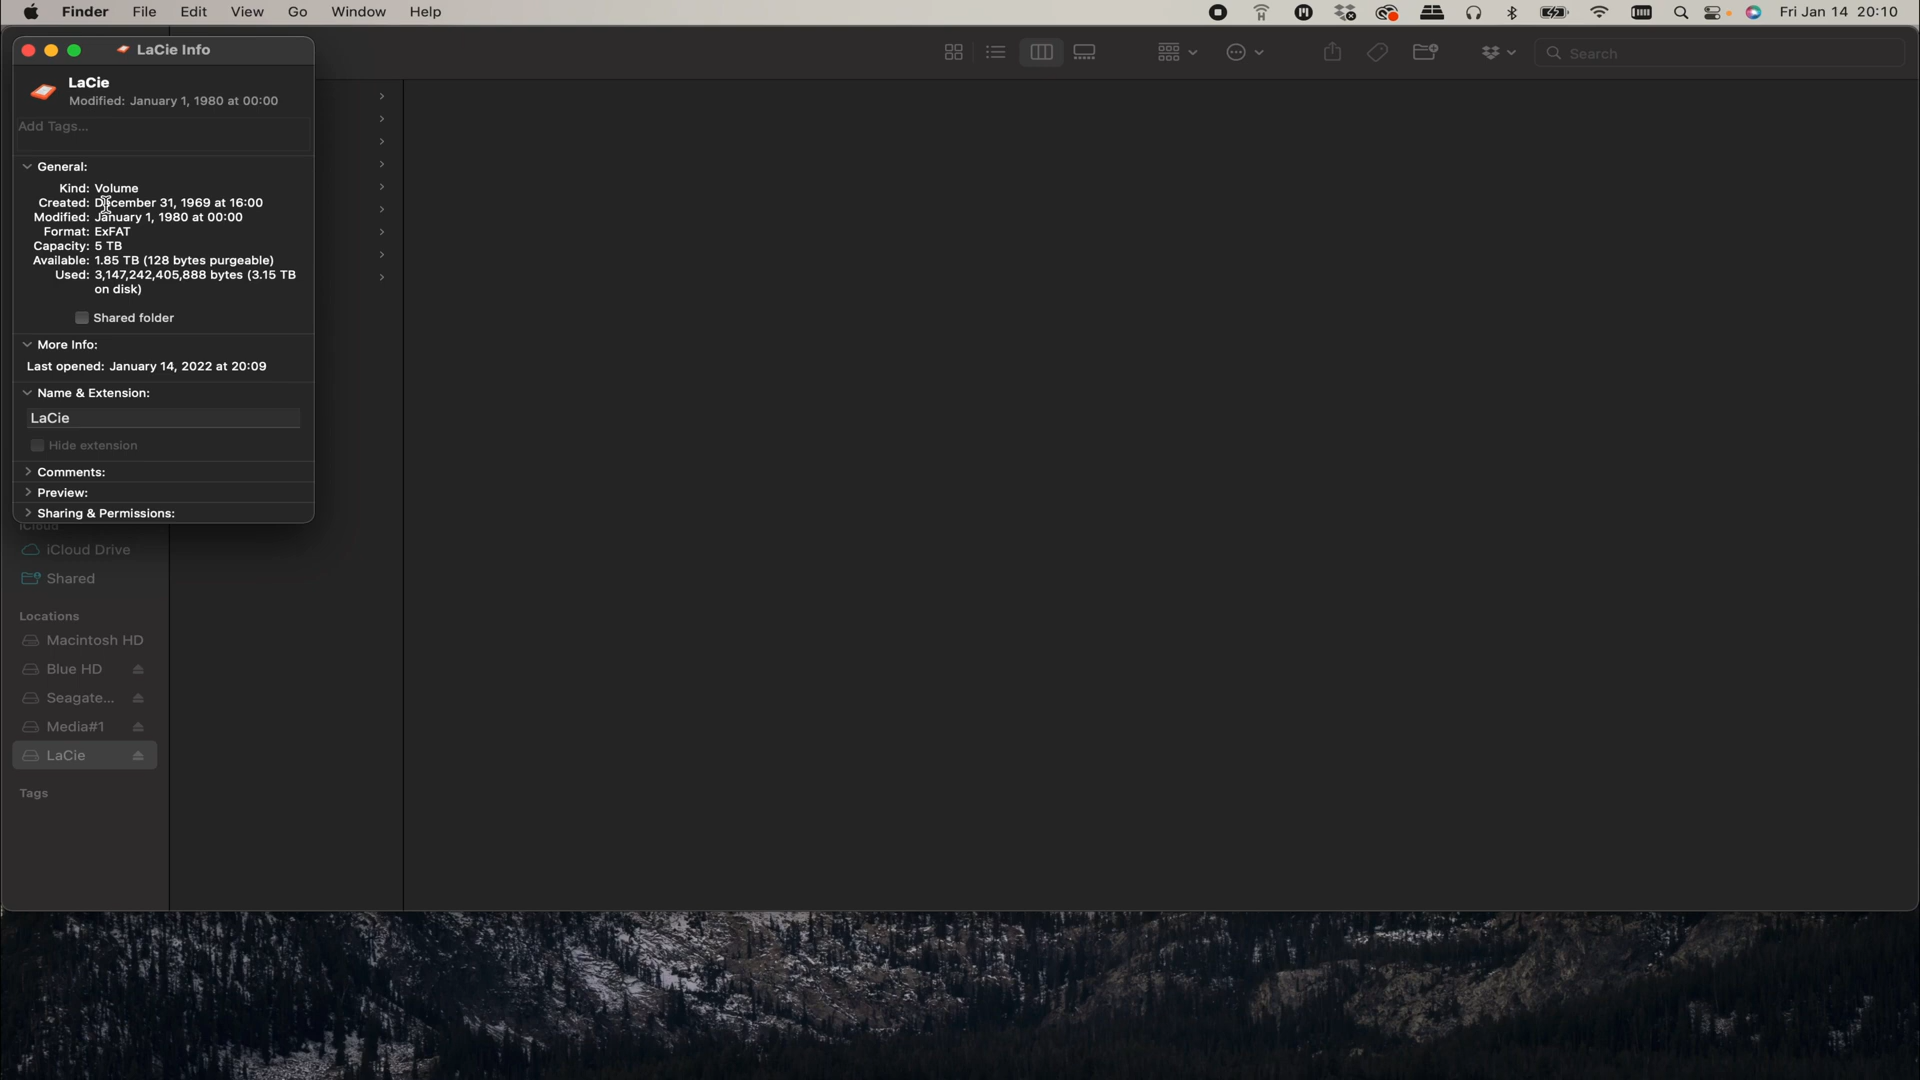 Finder File Edit View Go Window Help Fri Jan 14 20:10
LaCie Info
Search
LaCie
Modified: January 1, 1980 at 00:00
Add Tags...
General:
Kind: Volume
Created: December 31, 1969 at 16:00
Modified: January 1, 1980 at 00:00
Format: ExFAT
Capacity: 5 TB
Available: 1.85 TB (128 bytes purgeable)
Used: 3,147,242,405,888 bytes (3.15 TB
on disk)
Shared folder
More Info:
Last opened: January 14, 2022 at 20:09
Name & Extension:
LaCie
Hide extension
Comments:
Preview:
Sharing & Permissions:
iCloud
iCloud Drive
Shared
Locations
Macintosh HD
Blue HD
Seagate...
Media#1
LaCie
Tags